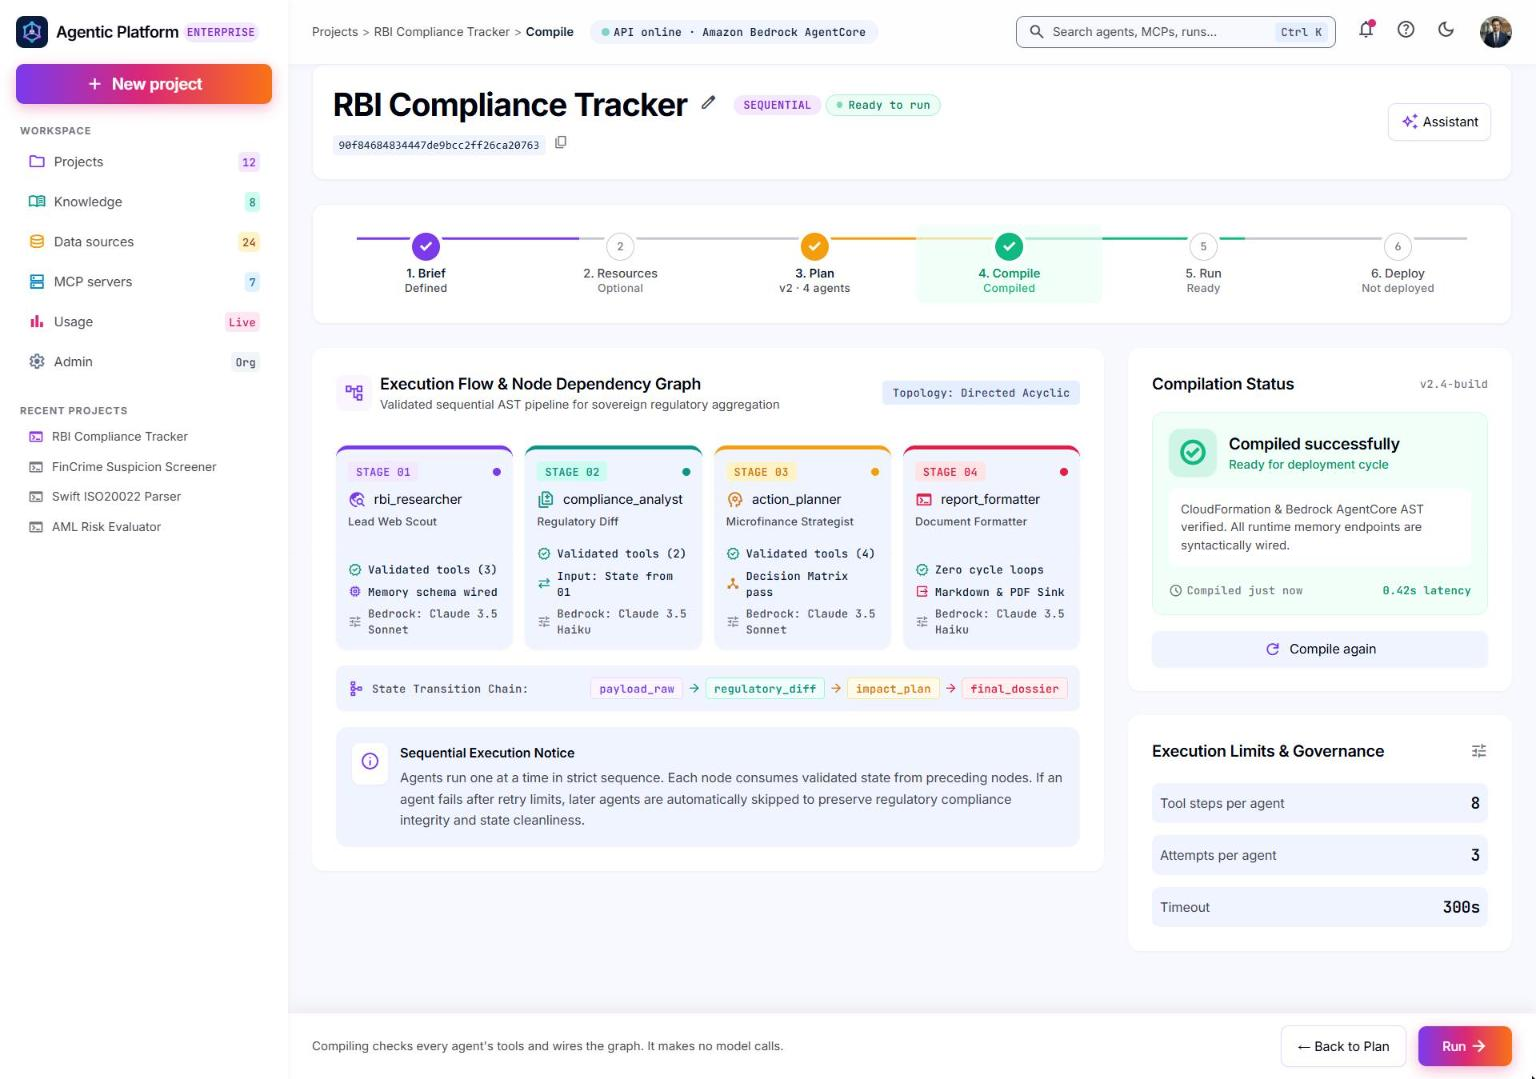 Agentic Platform ENTERPRISE
Projects > RBI Compliance Tracker > Compile
API online · Amazon Bedrock AgentCore
Search agents, MCPs, runs...
Ctrl K
+ New project
WORKSPACE
Projects 12
Knowledge 8
Data sources 24
MCP servers 7
Usage Live
Admin Org
RECENT PROJECTS
RBI Compliance Tracker
FinCrime Suspicion Screener
Swift ISO20022 Parser
AML Risk Evaluator
RBI Compliance Tracker
SEQUENTIAL
Ready to run
90f84684834447de9bcc2ff26ca20763
Assistant
1. Brief
Defined
2
2. Resources
Optional
3. Plan
v2 · 4 agents
4. Compile
Compiled
5
5. Run
Ready
6
6. Deploy
Not deployed
Execution Flow & Node Dependency Graph
Validated sequential AST pipeline for sovereign regulatory aggregation
Topology: Directed Acyclic
STAGE 01
rbi_researcher
Lead Web Scout
Validated tools (3)
Memory schema wired
Bedrock: Claude 3.5
Sonnet
STAGE 02
compliance_analyst
Regulatory Diff
Validated tools (2)
Input: State from
01
Bedrock: Claude 3.5
Haiku
STAGE 03
action_planner
Microfinance Strategist
Validated tools (4)
Decision Matrix
pass
Bedrock: Claude 3.5
Sonnet
STAGE 04
report_formatter
Document Formatter
Zero cycle loops
Markdown & PDF Sink
Bedrock: Claude 3.5
Haiku
State Transition Chain:
payload_raw → regulatory_diff → impact_plan → final_dossier
Sequential Execution Notice
Agents run one at a time in strict sequence. Each node consumes validated state from preceding nodes. If an
agent fails after retry limits, later agents are automatically skipped to preserve regulatory compliance
integrity and state cleanliness.
Compilation Status
v2.4-build
Compiled successfully
Ready for deployment cycle
CloudFormation & Bedrock AgentCore AST
verified. All runtime memory endpoints are
syntactically wired.
Compiled just now
0.42s latency
Compile again
Execution Limits & Governance
Tool steps per agent 8
Attempts per agent 3
Timeout 300s
Compiling checks every agent's tools and wires the graph. It makes no model calls.
← Back to Plan
Run →